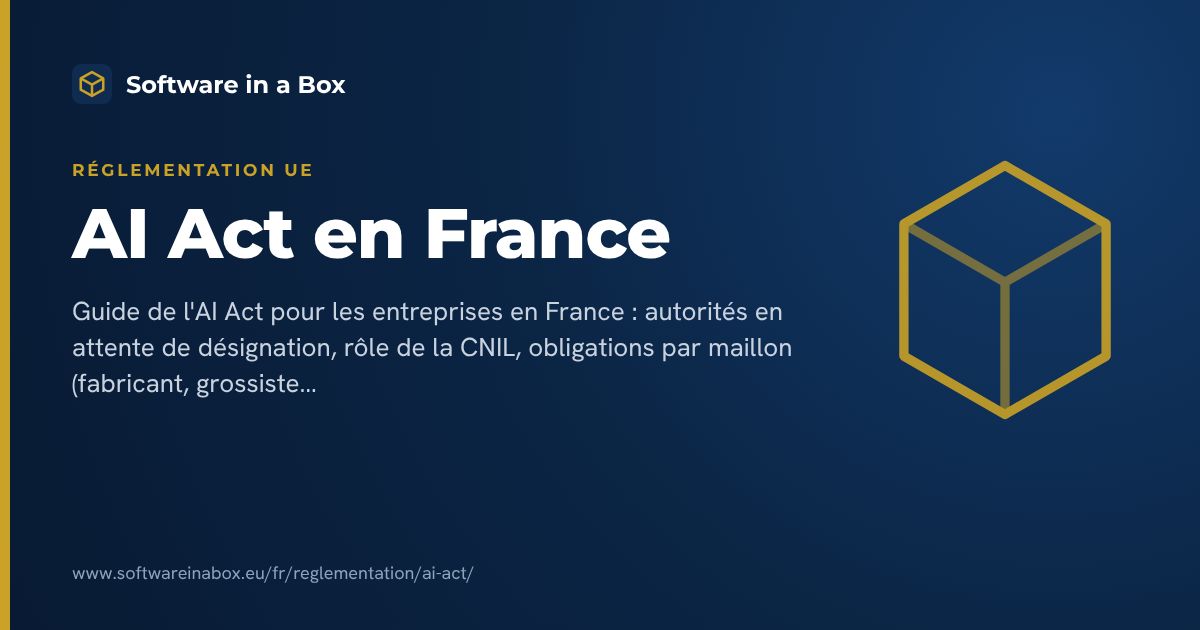 Software in a Box
RÉGLEMENTATION UE
AI Act en France
Guide de l'AI Act pour les entreprises en France : autorités en
attente de désignation, rôle de la CNIL, obligations par maillon
(fabricant, grossiste…
www.softwareinabox.eu/fr/reglementation/ai-act/